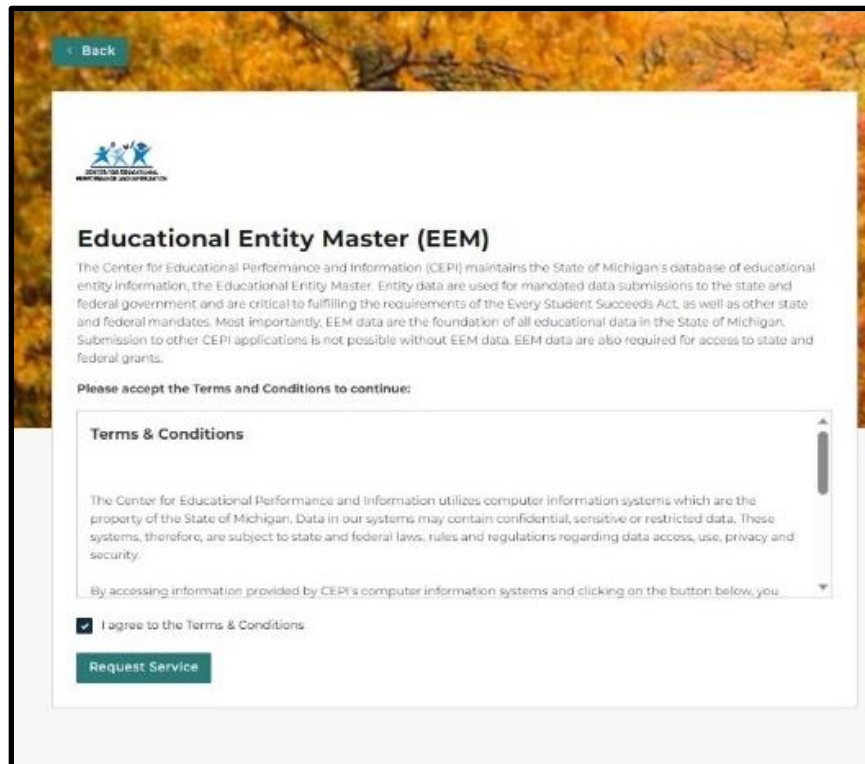 Back
CENTER FOR EDUCATIONAL
PERFORMANCE AND INFORMATION
Educational Entity Master (EEM)
The Center for Educational Performance and Information (CEPI) maintains the State of Michigan's database of educational
entity information, the Educational Entity Master. Entity data are used for mandated data submissions to the state and
federal government and are critical to fulfilling the requirements of the Every Student Succeeds Act, as well as other state
and federal mandates. Most importantly, EEM data are the foundation of all educational data in the State of Michigan.
Submission to other CEPI applications is not possible without EEM data. EEM data are also required for access to state and
federal grants.
Please accept the Terms and Conditions to continue:
Terms & Conditions
The Center for Educational Performance and Information utilizes computer information systems which are the
property of the State of Michigan. Data in our systems may contain confidential, sensitive or restricted data. These
systems, therefore, are subject to state and federal laws, rules and regulations regarding data access, use, privacy and
security.
By accessing information provided by CEPI's computer information systems and clicking on the button below, you
I agree to the Terms & Conditions
Request Service